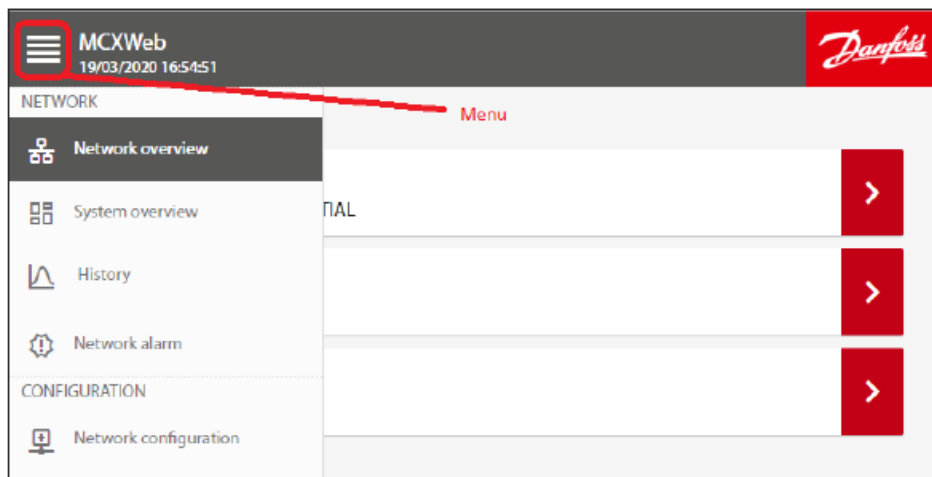 MCXWeb
19/03/2020 16:54:51
Danfoss
NETWORK
Menu
Network overview
System overview
TIAL
History
Network alarm
CONFIGURATION
Network configuration